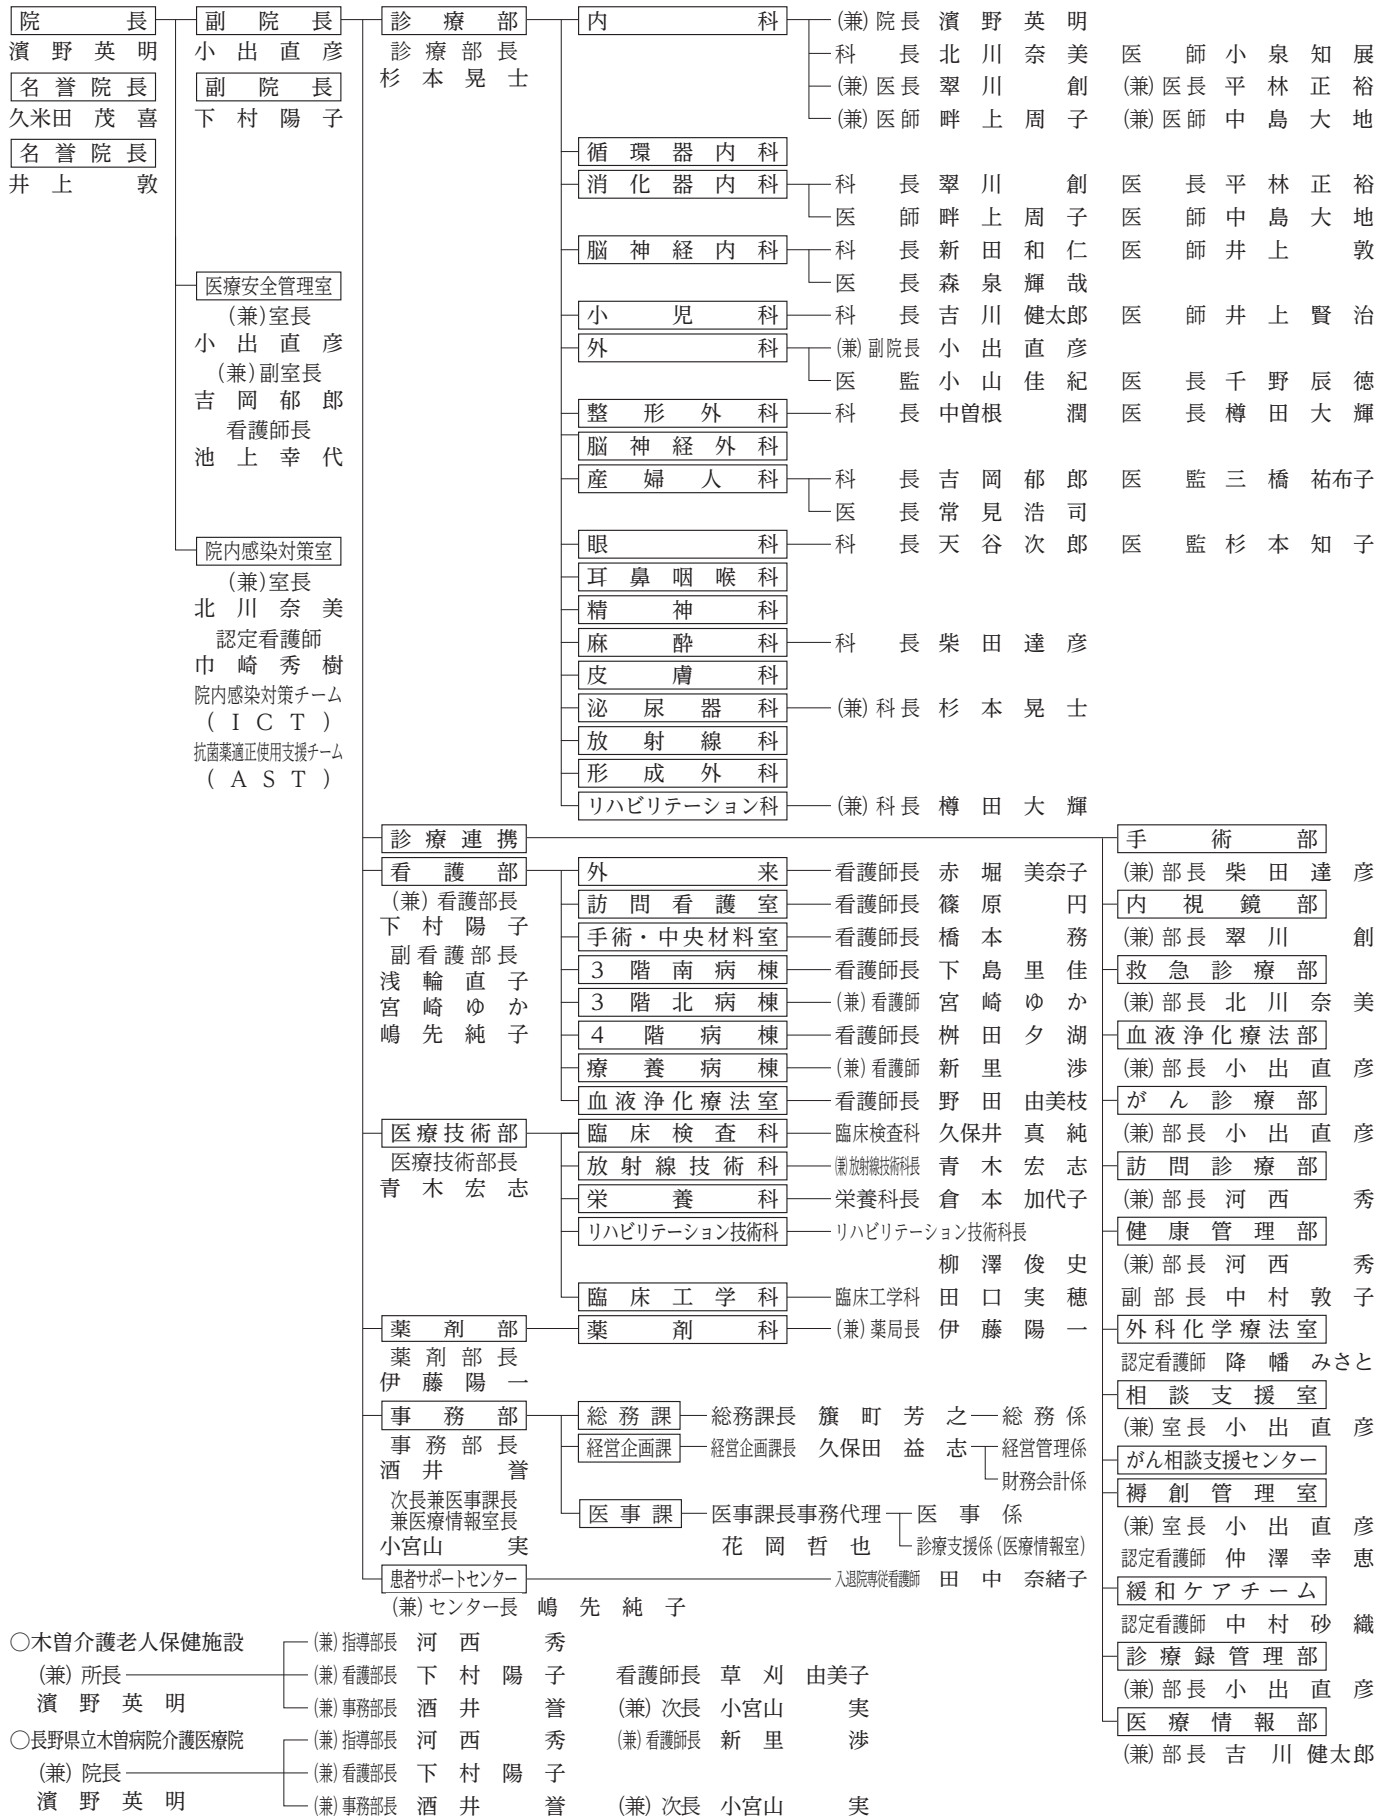 院長
濱野英明
名誉院長
久米田茂喜
名誉院長
井上敦
副院長
小出直彦
副院長
下村陽子
医療安全管理室
(兼)室長
小出直彦
(兼)副室長
吉岡郁郎
看護師長
池上幸代
院内感染対策室
(兼)室長
北川奈美
認定看護師
巾崎秀樹
院内感染対策チーム
(ICT)
抗菌薬適正使用支援チーム
(AST)
診療部
診療部長
杉本晃士
内科 (兼)院長 濱野英明
科長 北川奈美 医師 小泉知展
(兼)医長 翠川創 (兼)医長 平林正裕
(兼)医師 畔上周子 (兼)医師 中島大地
循環器内科
消化器内科 科長 翠川創 医長 平林正裕
医師 畔上周子 医師 中島大地
脳神経内科 科長 新田和仁 医師 井上敦
医長 森泉輝哉
小児科 科長 吉川健太郎 医師 井上賢治
外科 (兼)副院長 小出直彦
医監 小山佳紀 医長 千野辰徳
整形外科 科長 中曽根潤 医長 樽田大輝
脳神経外科
産婦人科 科長 吉岡郁郎 医監 三橋祐布子
医長 常見浩司
眼科 科長 天谷次郎 医監 杉本知子
耳鼻咽喉科
精神科
麻酔科 科長 柴田達彦
皮膚科
泌尿器科 (兼)科長 杉本晃士
放射線科
形成外科
リハビリテーション科 (兼)科長 樽田大輝
診療連携
手術部
(兼)部長 柴田達彦
内視鏡部
(兼)部長 翠川創
救急診療部
(兼)部長 北川奈美
血液浄化療法部
(兼)部長 小出直彦
がん診療部
(兼)部長 小出直彦
訪問診療部
(兼)部長 河西秀
健康管理部
(兼)部長 河西秀
副部長 中村敦子
外科化学療法室
認定看護師 降幡みさと
相談支援室
(兼)室長 小出直彦
がん相談支援センター
褥創管理室
(兼)室長 小出直彦
認定看護師 仲澤幸恵
緩和ケアチーム
認定看護師 中村砂織
診療録管理部
(兼)部長 小出直彦
医療情報部
(兼)部長 吉川健太郎
看護部
(兼)看護部長
下村陽子
副看護部長
浅輪直子
宮崎ゆか
嶋先純子
外来 看護師長 赤堀美奈子
訪問看護室 看護師長 篠原円
手術・中央材料室 看護師長 橋本務
3階南病棟 看護師長 下島里佳
3階北病棟 (兼)看護師 宮崎ゆか
4階病棟 看護師長 桝田夕湖
療養病棟 (兼)看護師 新里渉
血液浄化療法室 看護師長 野田由美枝
医療技術部
医療技術部長
青木宏志
臨床検査科 臨床検査科 久保井真純
放射線技術科 (兼)放射線技術科長 青木宏志
栄養科 栄養科長 倉本加代子
リハビリテーション技術科 リハビリテーション技術科長
柳澤俊史
臨床工学科 臨床工学科 田口実穂
薬剤部
薬剤部長
伊藤陽一
薬剤科 (兼)薬局長 伊藤陽一
事務部
事務部長
酒井誉
次長兼医事課長
兼医療情報室長
小宮山実
総務課 総務課長 籏町芳之 総務係
経営企画課 経営企画課長 久保田益志 経営管理係
財務会計係
医事課 医事課長事務代理 医事係
花岡哲也 診療支援係(医療情報室)
患者サポートセンター 入退院専従看護師 田中奈緒子
(兼)センター長 嶋先純子
○木曽介護老人保健施設
(兼)所長
濱野英明
(兼)指導部長 河西秀
(兼)看護部長 下村陽子 看護師長 草刈由美子
(兼)事務部長 酒井誉 (兼)次長 小宮山実
○長野県立木曽病院介護医療院
(兼)院長
濱野英明
(兼)指導部長 河西秀 (兼)看護師長 新里渉
(兼)看護部長 下村陽子
(兼)事務部長 酒井誉 (兼)次長 小宮山実